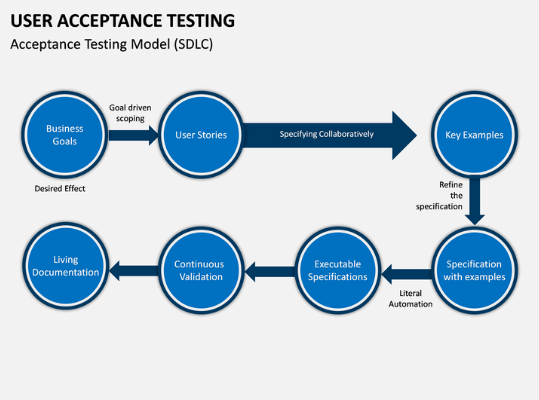 USER ACCEPTANCE TESTING
Acceptance Testing Model (SDLC)
Business
Goals
Goal driven
scoping
User Stories
Specifying Collaboratively
Key Examples
Desired Effect
Refine
the
specification
Living
Documentation
Continuous
Validation
Executable
Specifications
Literal
Automation
Specification
with examples